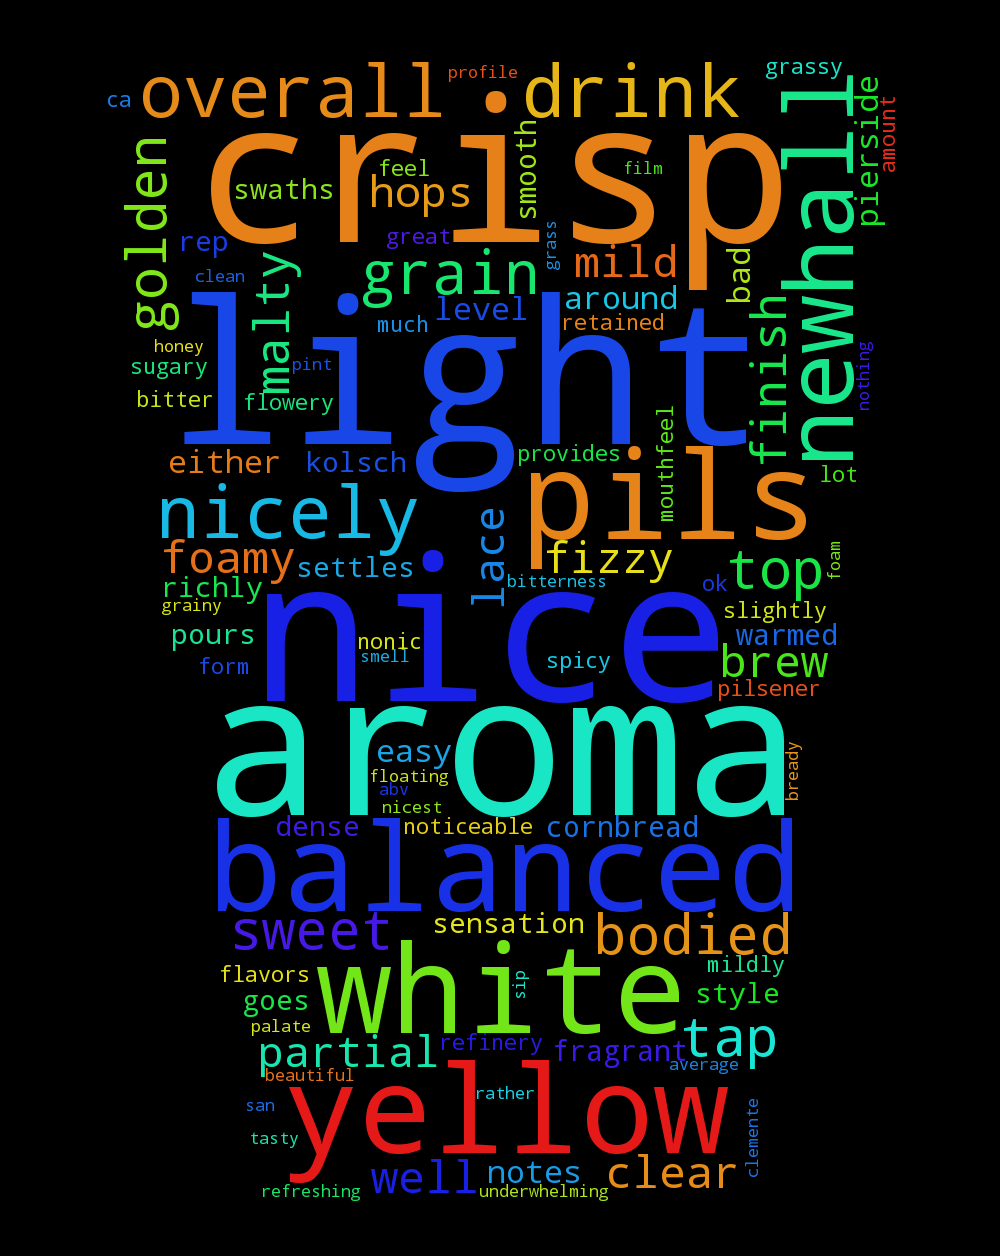 profile
grassy
overall
drink
ca
amount
crisp
newhall
pierside
smooth
golden
feel
film
swaths
hops
great
grass
rep
clean
malty
grain
mild
bad
level
around
much
retained
light
finish
nothing
honey
sugary
pint
bitter
flowery
mouthfeel
either
kolsch
provides
pils
lot
nicely
lace
foamy
settles
fizzy
top
foam
bitterness
ok
richly
grainy
slightly
nice
pours
nonic
smell
spicy
warmed
form
brew
pilsener
aroma
easy
bready
floating
abv
nicest
dense
noticeable
cornbread
balanced
sweet
sensation
bodied
flavors
white
sip
mildly
goes
style
palate
partial
refinery
fragrant
tap
average
beautiful
yellow
rather
san
clemente
tasty
well
notes
clear
refreshing
underwhelming